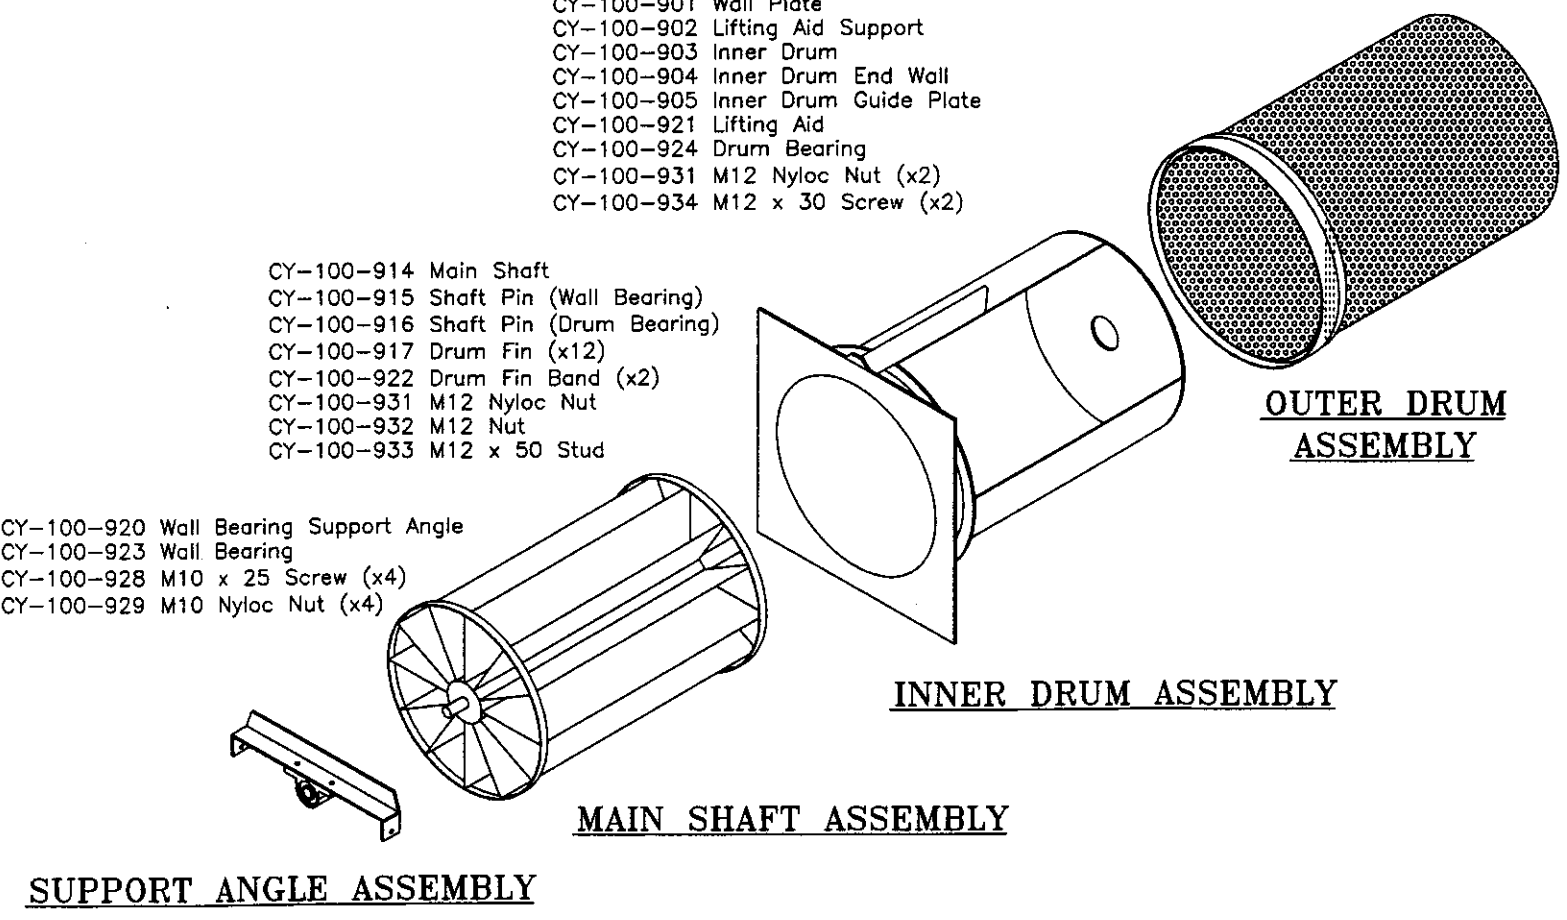 CY-100-901 Wall Plate
CY-100-902 Lifting Aid Support
CY-100-903 Inner Drum
CY-100-904 Inner Drum End Wall
CY-100-905 Inner Drum Guide Plate
CY-100-921 Lifting Aid
CY-100-924 Drum Bearing
CY-100-931 M12 Nyloc Nut (x2)
CY-100-934 M12 x 30 Screw (x2)
CY-100-914 Main Shaft
CY-100-915 Shaft Pin (Wall Bearing)
CY-100-916 Shaft Pin (Drum Bearing)
CY-100-917 Drum Fin (x12)
CY-100-922 Drum Fin Band (x2)
CY-100-931 M12 Nyloc Nut
CY-100-932 M12 Nut
CY-100-933 M12 x 50 Stud
CY-100-920 Wall Bearing Support Angle
CY-100-923 Wall Bearing
CY-100-928 M10 x 25 Screw (x4)
CY-100-929 M10 Nyloc Nut (x4)
OUTER DRUM
ASSEMBLY
INNER DRUM ASSEMBLY
MAIN SHAFT ASSEMBLY
SUPPORT ANGLE ASSEMBLY